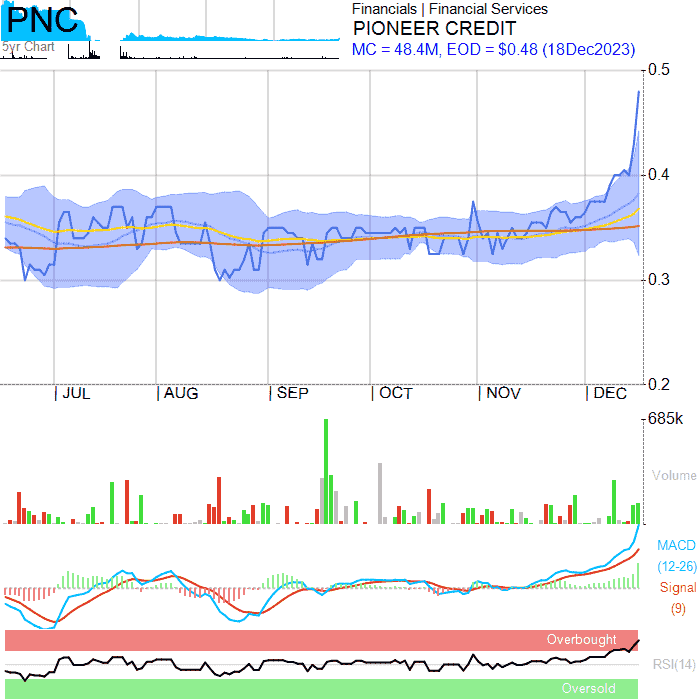 PNC
5yr Chart
Financials | Financial Services
PIONEER CREDIT
MC = 48.4M, EOD = $0.48 (18Dec2023)
0.5
0.4
0.3
0.2
JUL
AUG
SEP
OCT
NOV
DEC
685k
Volume
MACD
(12-26)
Signal
(9)
Overbought
RSI(14)
Oversold